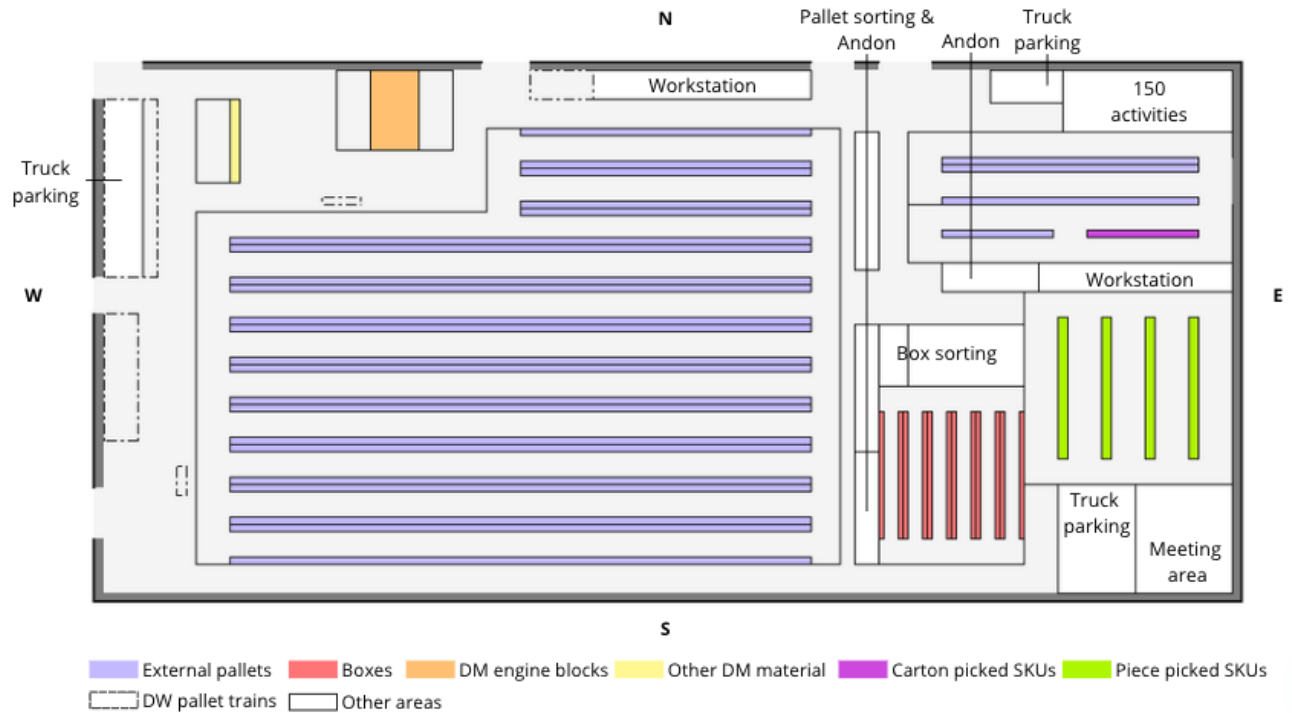 N
Pallet sorting &
Andon
Andon
Truck
parking
Workstation
150
activities
Truck
parking
W
Workstation
E
Box sorting
Truck
parking
Meeting
area
S
External pallets
Boxes
DM engine blocks
Other DM material
Carton picked SKUs
Piece picked SKUs
DW pallet trains
Other areas